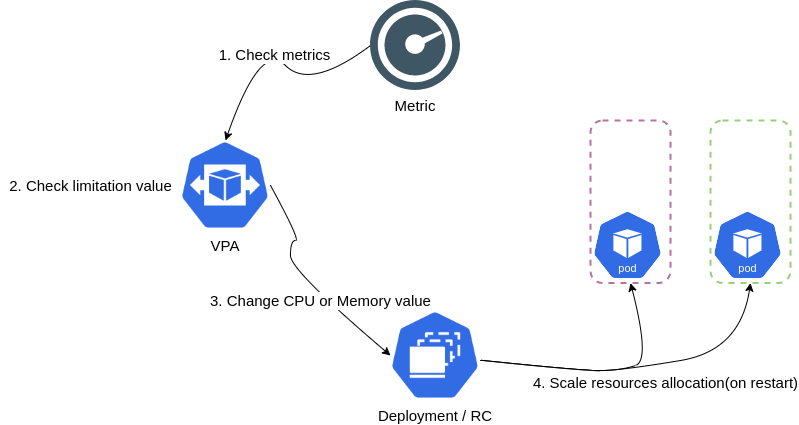 1. Check metrics
Metric
2. Check limitation value
VPA
3. Change CPU or Memory value
pod
pod
Deployment / RC
4. Scale resources allocation(on restart)